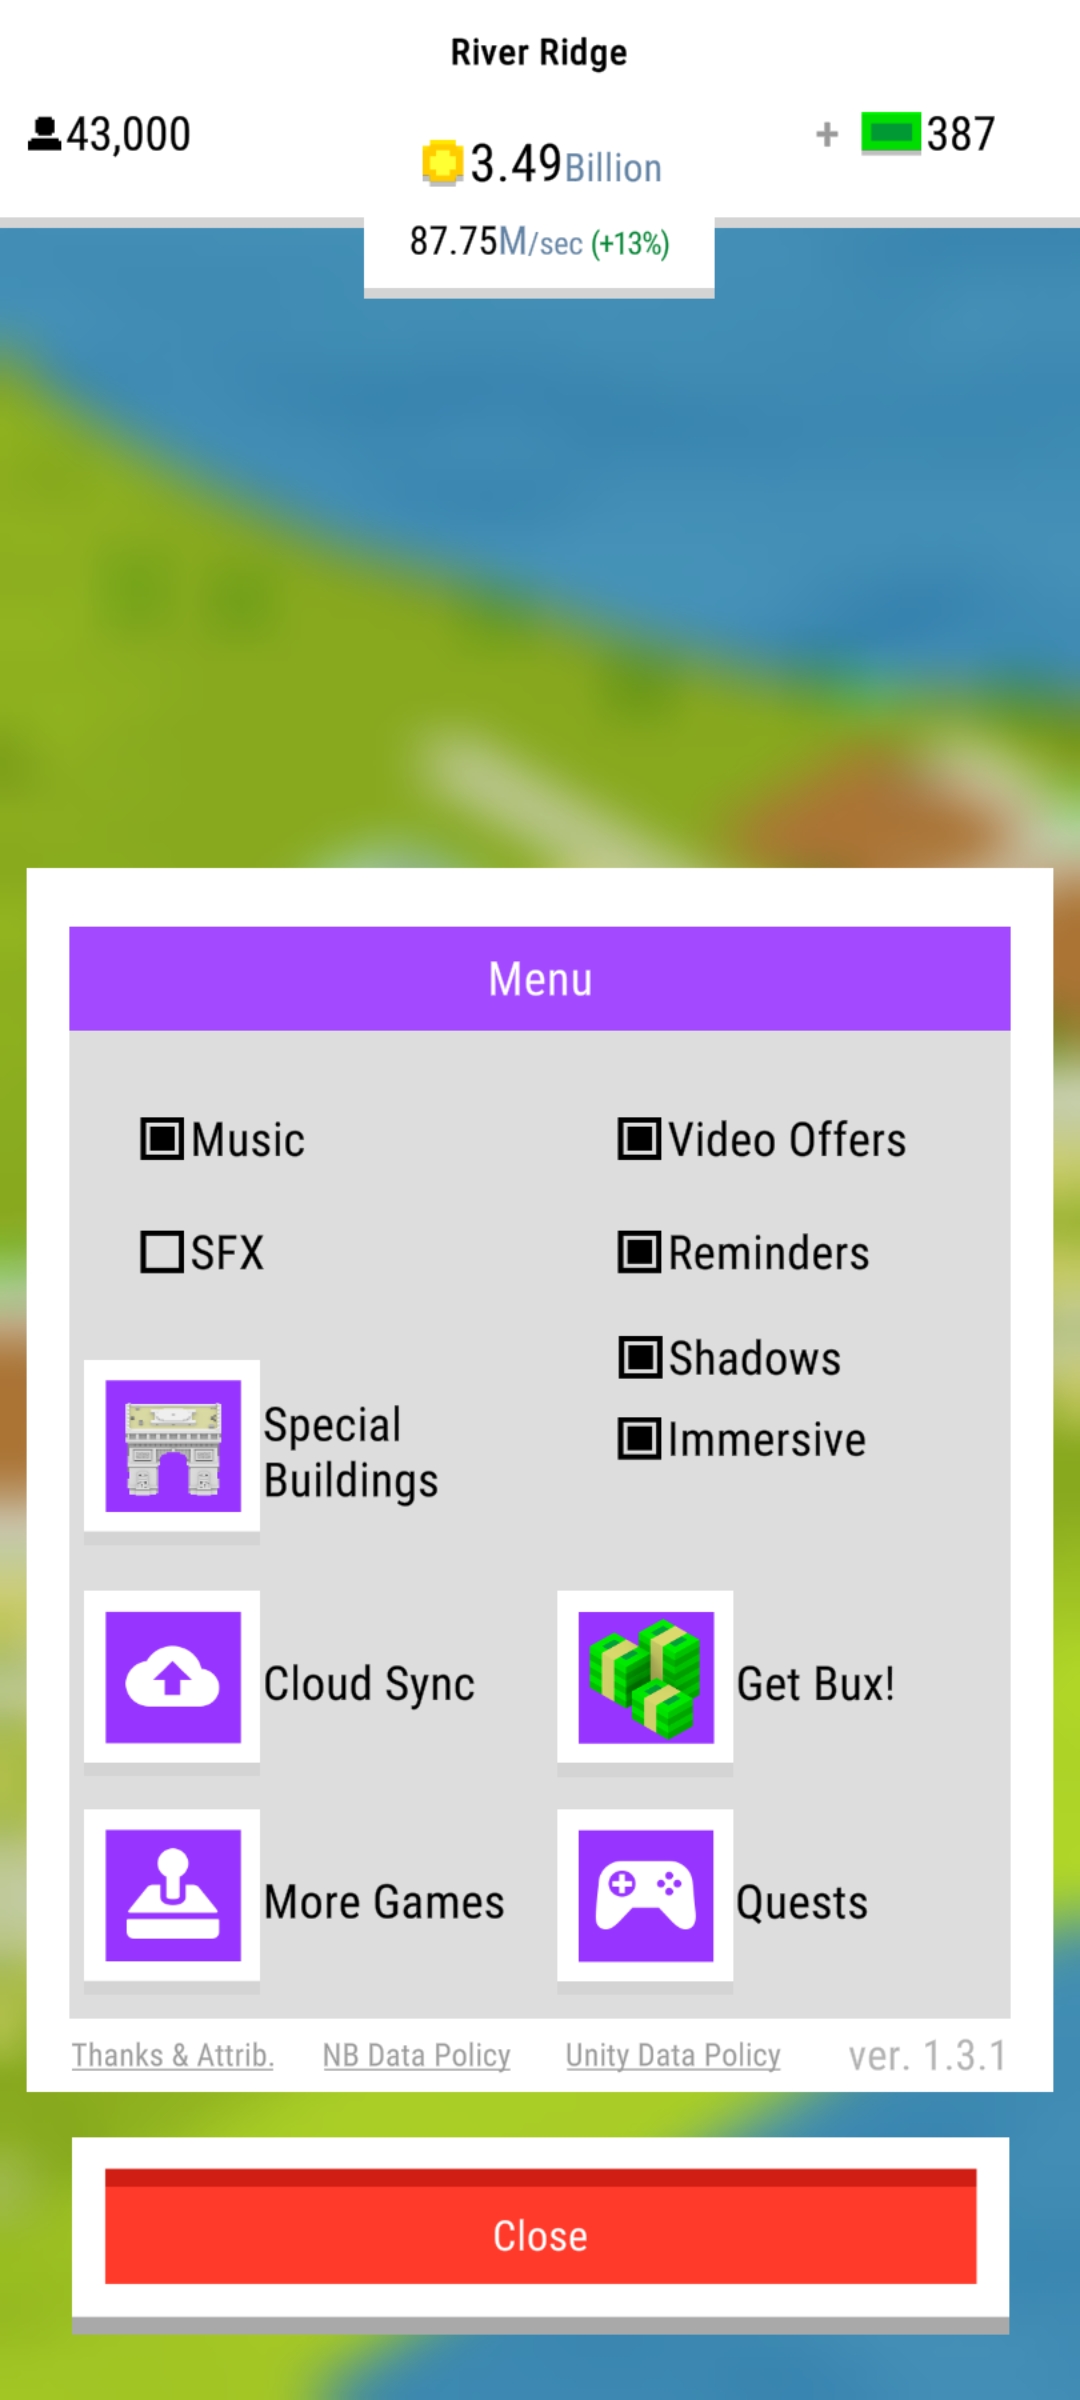 River Ridge
43,000
3.49 Billion
+ 387
87.75M/sec (+13%)
Menu
Music
Video Offers
SFX
Reminders
Shadows
Special
Buildings
Immersive
Cloud Sync
Get Bux!
More Games
Quests
Thanks & Attrib.
NB Data Policy
Unity Data Policy
ver. 1.3.1
Close